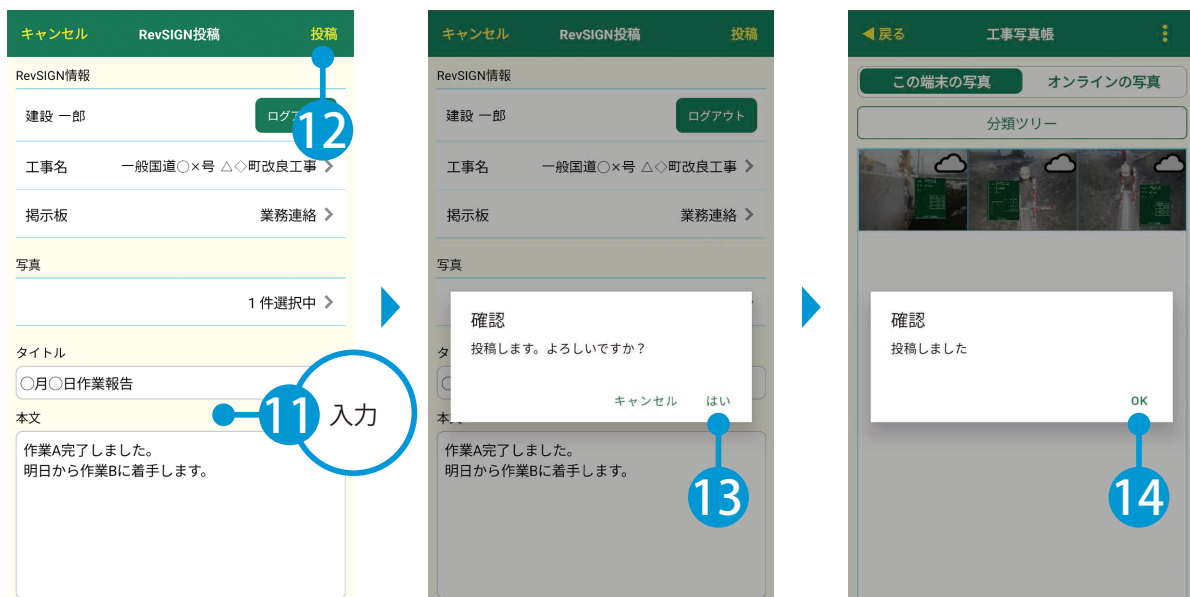 キャンセル RevSIGN投稿 投稿
RevSIGN情報
建設 一郎
12
工事名 一般国道○×号 △◇町改良工事
掲示板 業務連絡
写真
1 件選択中
タイトル
○月○日作業報告
11 入力
本文
作業A完了しました。
明日から作業Bに着手します。
キャンセル RevSIGN投稿 投稿
RevSIGN情報
建設 一郎 ログアウト
工事名 一般国道○×号 △◇町改良工事
掲示板 業務連絡
写真
確認
投稿します。よろしいですか？
キャンセル はい
作業A完了しました。
明日から作業Bに着手します。
13
戻る 工事写真帳
この端末の写真 オンラインの写真
分類ツリー
確認
投稿しました
OK
14